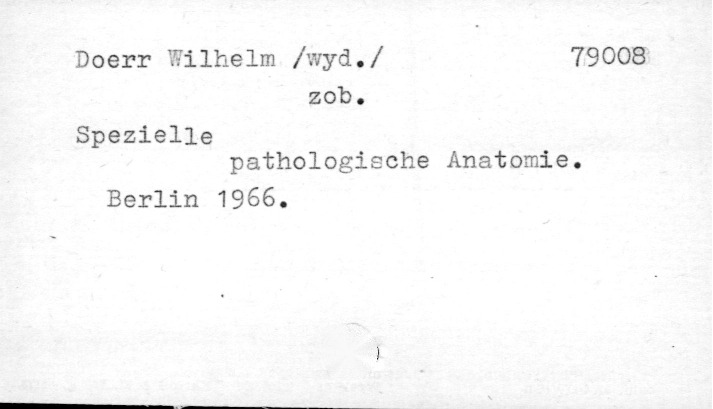 Doerr Wilhelm /wyd./ 79008
zob.
Spezielle
pathologische Anatomie.
Berlin 1966.